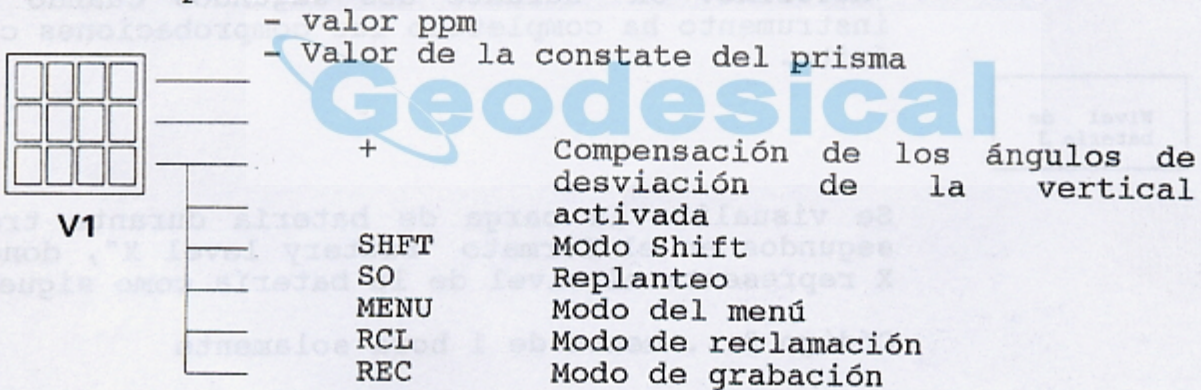 - valor ppm
- Valor de la constate del prisma
Geodesical
+ Compensación de los ángulos de
desviación de la vertical
activada
V1
SHFT Modo Shift
SO Replanteo
MENU Modo del menú
RCL Modo de reclamación
REC Modo de grabación